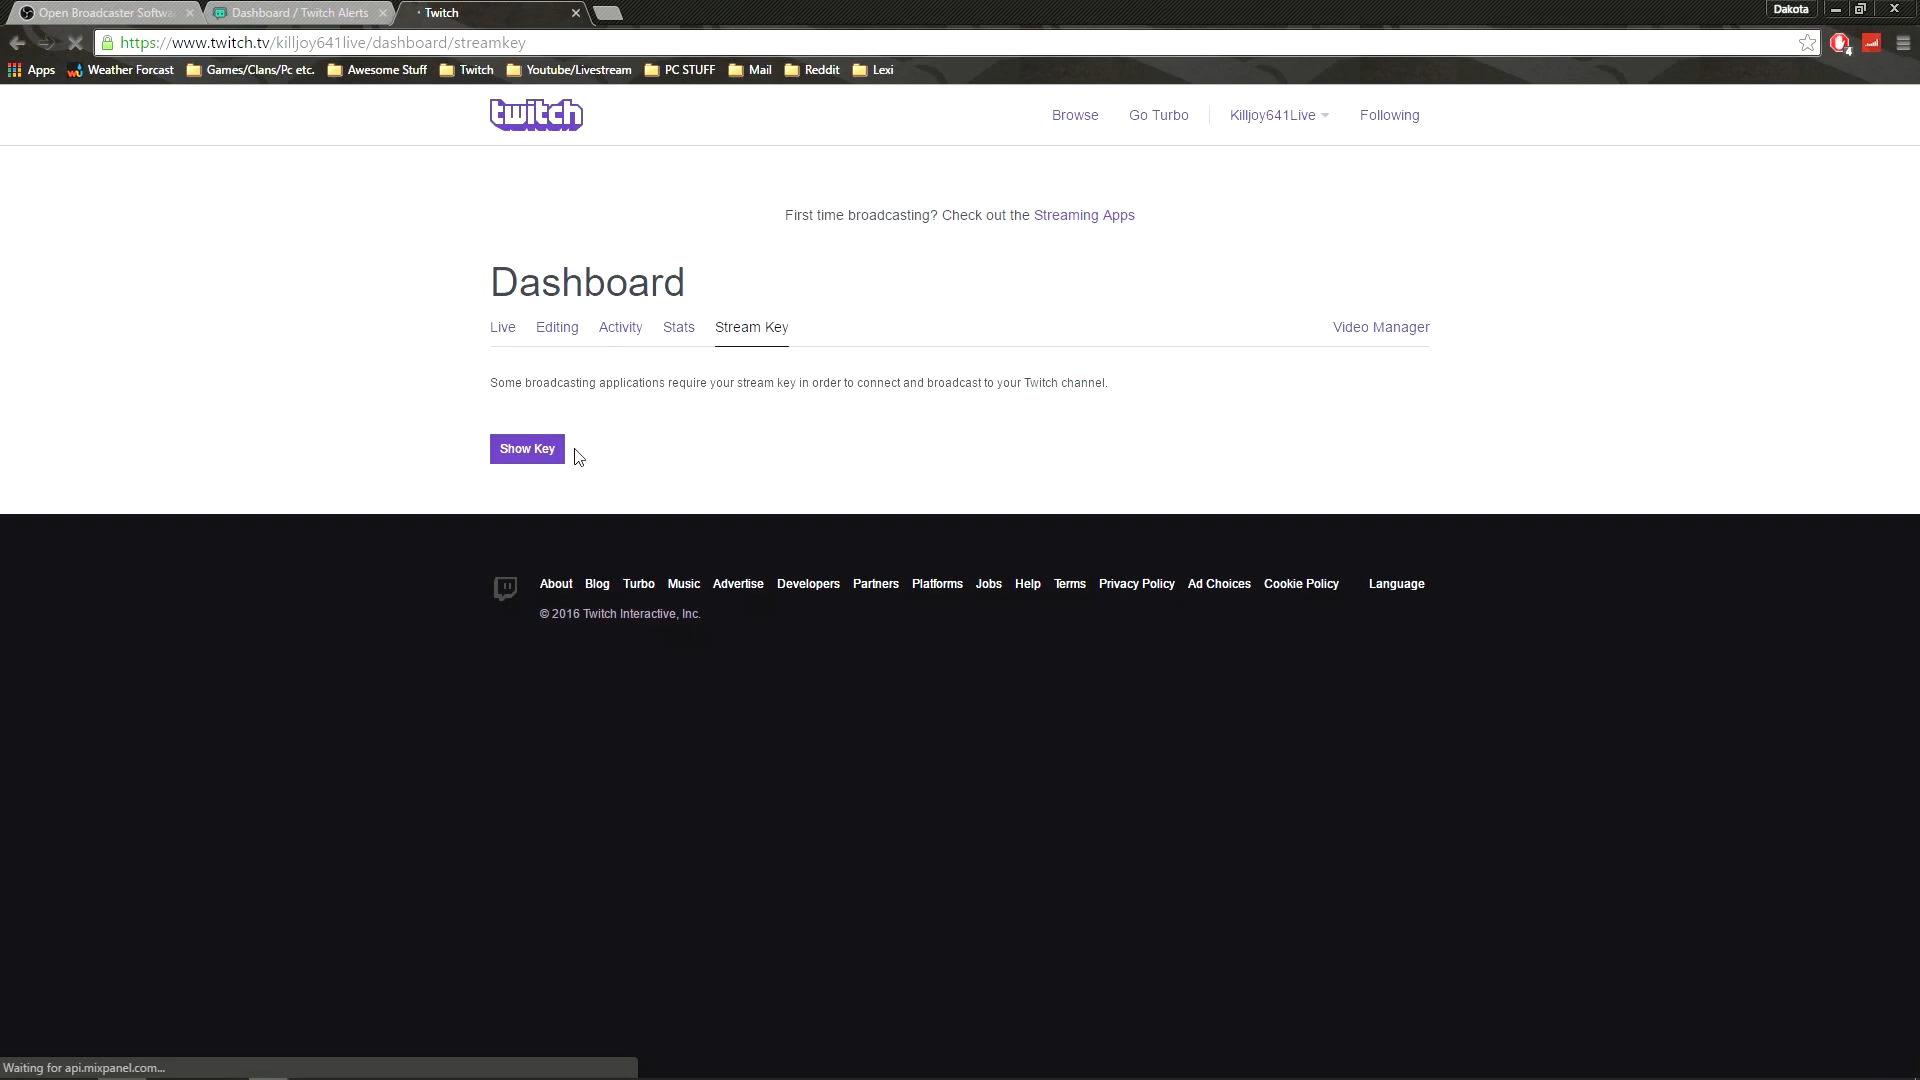 Open Broadcaster Softwa
Dashboard / Twitch Alerts
Twitch
Dakota
https://www.twitch.tv/killjoy641live/dashboard/streamkey
4
Apps Weather Forcast Games/Clans/Pc etc. Awesome Stuff Twitch Youtube/Livestream PC STUFF Mail Reddit Lexi
twitch
Browse Go Turbo Killjoy641Live Following
First time broadcasting? Check out the Streaming Apps
Dashboard
Live Editing Activity Stats Stream Key Video Manager
Some broadcasting applications require your stream key in order to connect and broadcast to your Twitch channel.
Show Key
About Blog Turbo Music Advertise Developers Partners Platforms Jobs Help Terms Privacy Policy Ad Choices Cookie Policy Language
© 2016 Twitch Interactive, Inc.
Waiting for api.mixpanel.com...